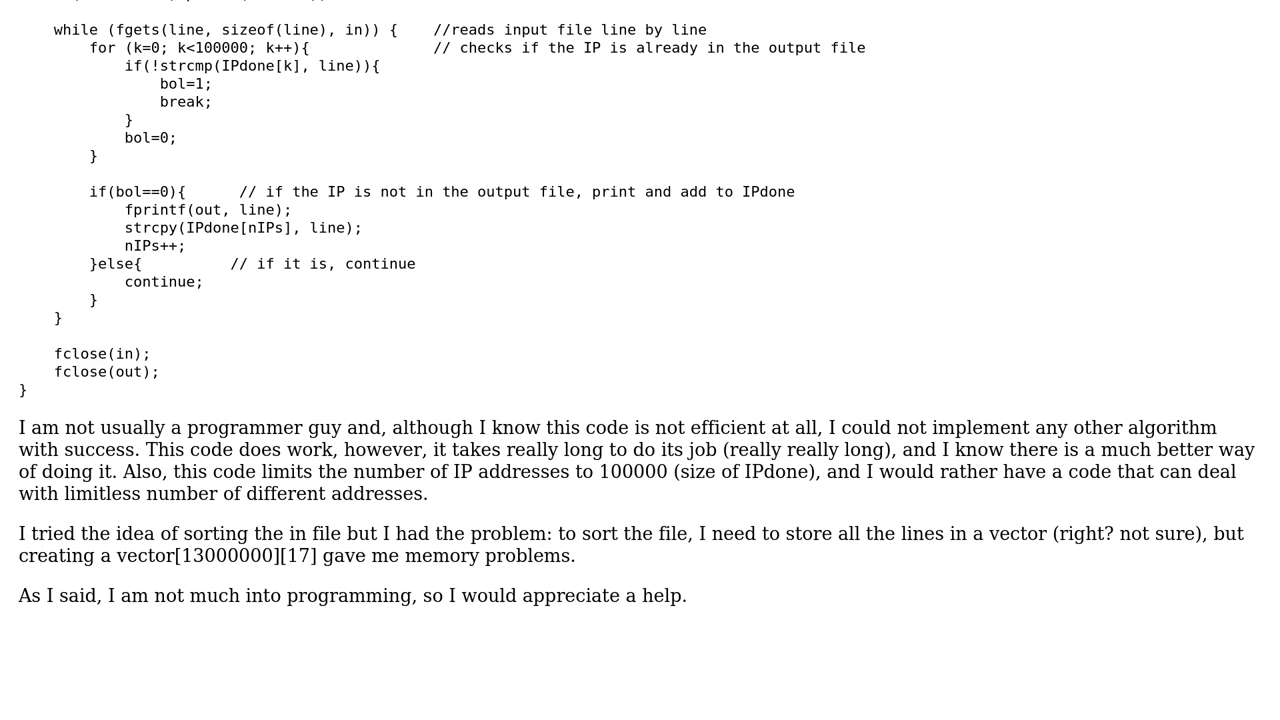 while (fgets(line, sizeof(line), in)) {    //reads input file line by line
for (k=0; k<100000; k++){              // checks if the IP is already in the output file
if(!strcmp(IPdone[k], line)){
bol=1;
break;
}
bol=0;
}
if(bol==0){      // if the IP is not in the output file, print and add to IPdone
fprintf(out, line);
strcpy(IPdone[nIPs], line);
nIPs++;
}else{          // if it is, continue
continue;
}
}
fclose(in);
fclose(out);
}
I am not usually a programmer guy and, although I know this code is not efficient at all, I could not implement any other algorithm
with success. This code does work, however, it takes really long to do its job (really really long), and I know there is a much better way
of doing it. Also, this code limits the number of IP addresses to 100000 (size of IPdone), and I would rather have a code that can deal
with limitless number of different addresses.
I tried the idea of sorting the in file but I had the problem: to sort the file, I need to store all the lines in a vector (right? not sure), but
creating a vector[13000000][17] gave me memory problems.
As I said, I am not much into programming, so I would appreciate a help.